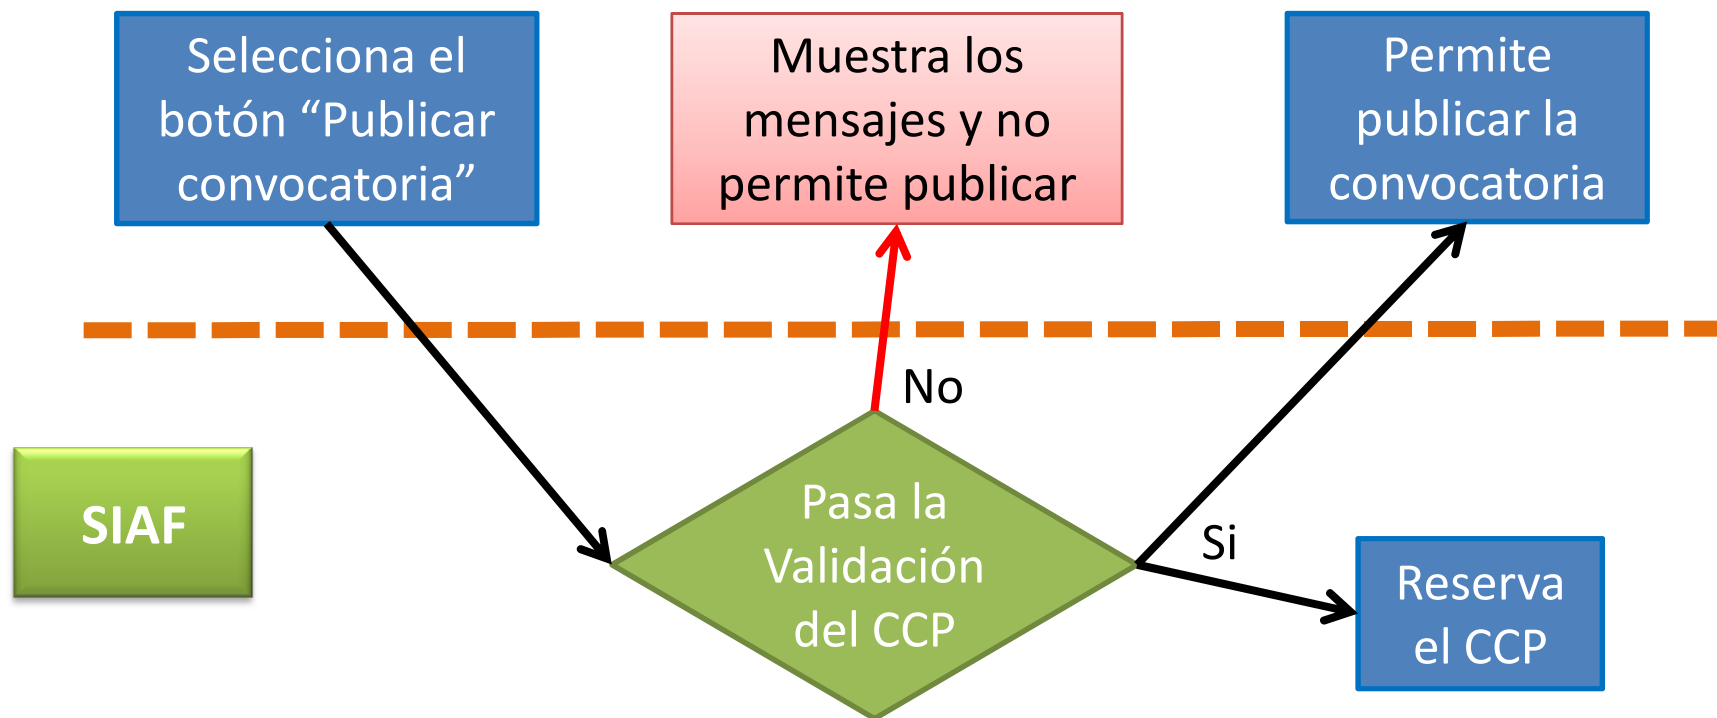 Selecciona el
botón “Publicar
convocatoria”
Muestra los
mensajes y no
permite publicar
Permite
publicar la
convocatoria
No
SIAF
Pasa la
Validación
del CCP
Si
Reserva
el CCP